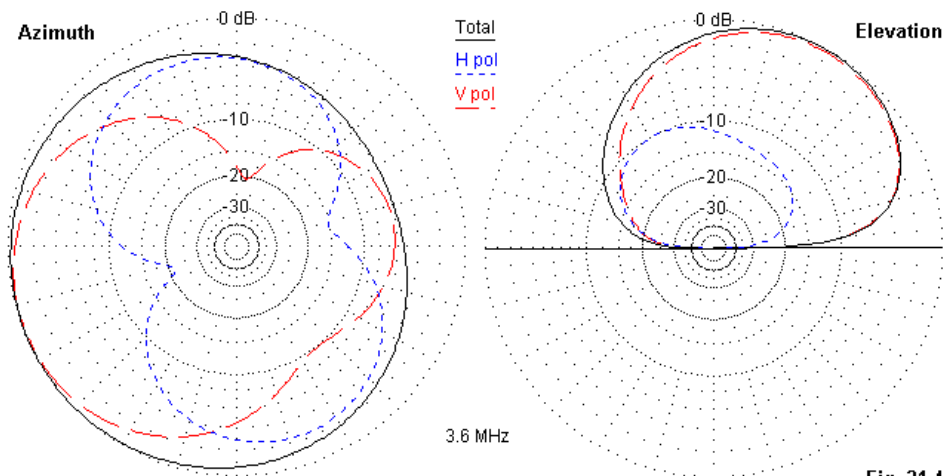 Azimuth
0 dB
-10
-20
-30
Total
H pol
V pol
3.6 MHz
0 dB
Elevation
-10
-20
-30